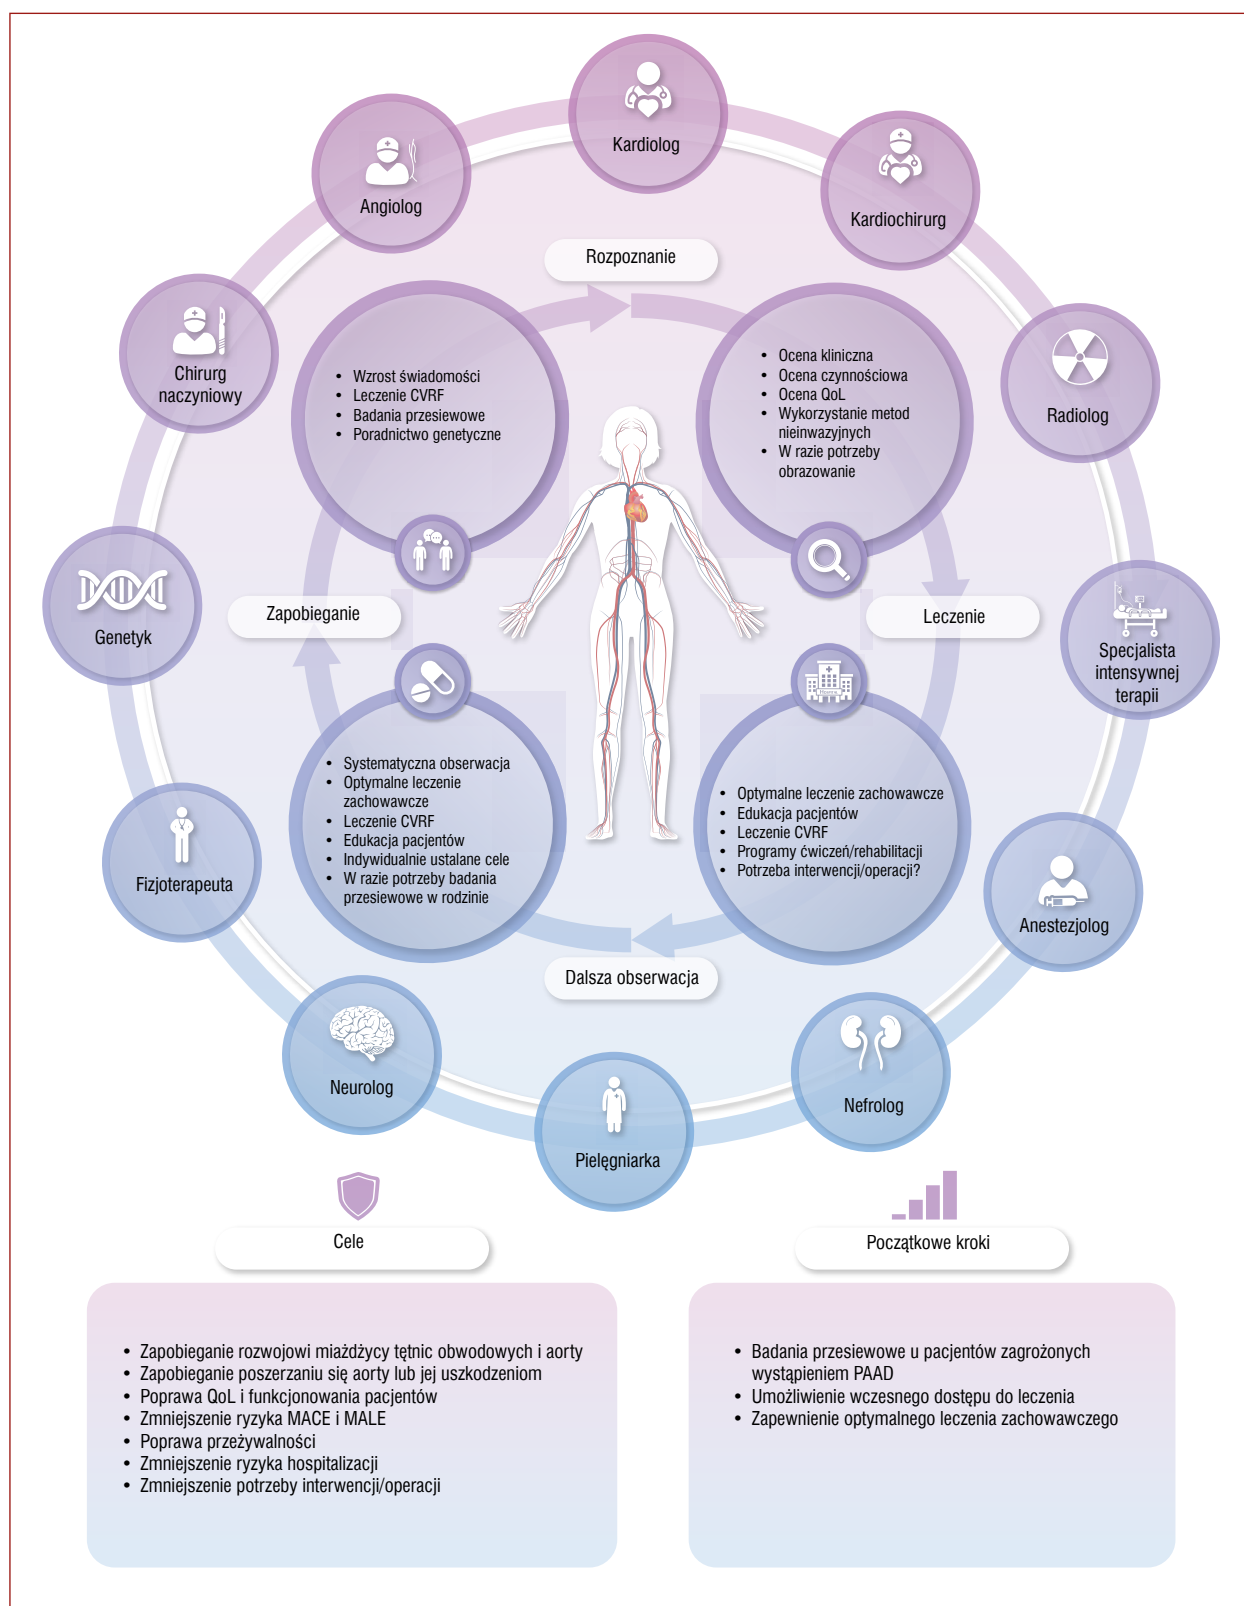 Kardiolog
Angiolog
Kardiochirurg
Rozpoznanie
Chirurg
naczyniowy
• Wzrost świadomości
• Leczenie CVRF
• Badania przesiewowe
• Poradnictwo genetyczne
• Ocena kliniczna
• Ocena czynnościowa
• Ocena QoL
• Wykorzystanie metod
nieinwazyjnych
• W razie potrzeby
obrazowanie
Radiolog
Genetyk
Zapobieganie
Leczenie
Specjalista
intensywnej
terapii
• Systematyczna obserwacja
• Optymalne leczenie
zachowawcze
• Leczenie CVRF
• Edukacja pacjentów
• Indywidualnie ustalane cele
• W razie potrzeby badania
przesiewowe w rodzinie
• Optymalne leczenie zachowawcze
• Edukacja pacjentów
• Leczenie CVRF
• Programy ćwiczeń/rehabilitacji
• Potrzeba interwencji/operacji?
Fizjoterapeuta
Anestezjolog
Dalsza obserwacja
Neurolog
Nefrolog
Pielęgniarka
Cele
• Zapobieganie rozwojowi miażdżycy tętnic obwodowych i aorty
• Zapobieganie poszerzaniu się aorty lub jej uszkodzeniom
• Poprawa QoL i funkcjonowania pacjentów
• Zmniejszenie ryzyka MACE i MALE
• Poprawa przeżywalności
• Zmniejszenie ryzyka hospitalizacji
• Zmniejszenie potrzeby interwencji/operacji
Początkowe kroki
• Badania przesiewowe u pacjentów zagrożonych
wystąpieniem PAAD
• Umożliwienie wczesnego dostępu do leczenia
• Zapewnienie optymalnego leczenia zachowawczego